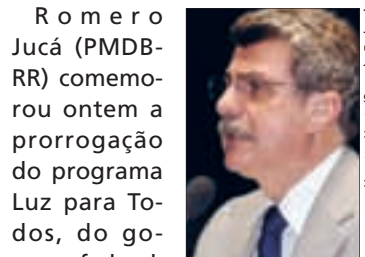 Romero
Jucá (PMDB-
RR) comemo-
rou ontem a
prorrogação
do programa
Luz para To-
dos, do go-